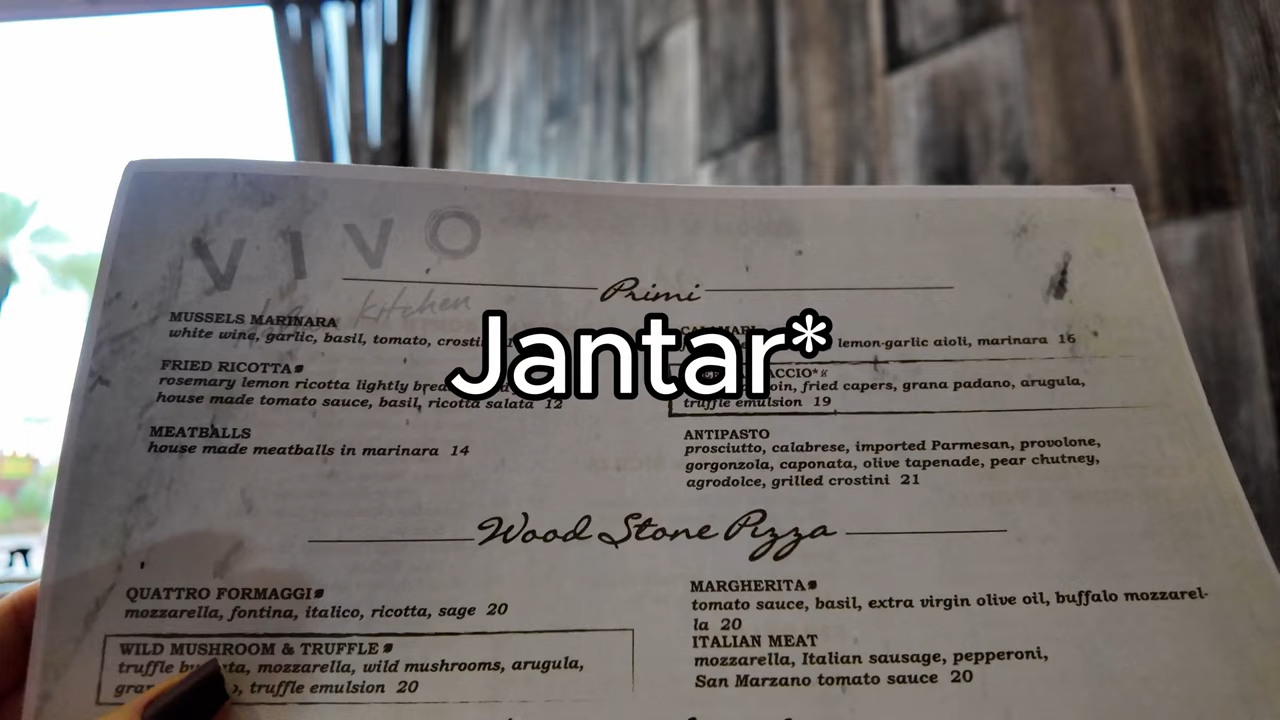 VIVO
kitchen
Primi
MUSSELS MARINARA
white wine, garlic, basil, tomato,
FRIED RICOTTA
rosemary lemon ricotta lightly
house made tomato sauce, basil, ricotta salata 12
MEATBALLS
house made meatballs in marinara 14
CALAMARI
lemon-garlic aioli, marinara 16
fried capers, grana padano, arugula,
truffle emulsion 19
ANTIPASTO
prosciutto, calabrese, imported Parmesan, provolone,
gorgonzola, caponata, olive tapenade, pear chutney,
agrodolce, grilled crostini 21
Jantar*
Wood Stone Pizza
QUATTRO FORMAGGI
mozzarella, fontina, italico, ricotta, sage 20
WILD MUSHROOM & TRUFFLE
truffle mozzarella, wild mushrooms, arugula,
truffle emulsion 20
MARGHERITA
tomato sauce, basil, extra virgin olive oil, buffalo mozzarel-
la 20
ITALIAN MEAT
mozzarella, Italian sausage, pepperoni,
San Marzano tomato sauce 20